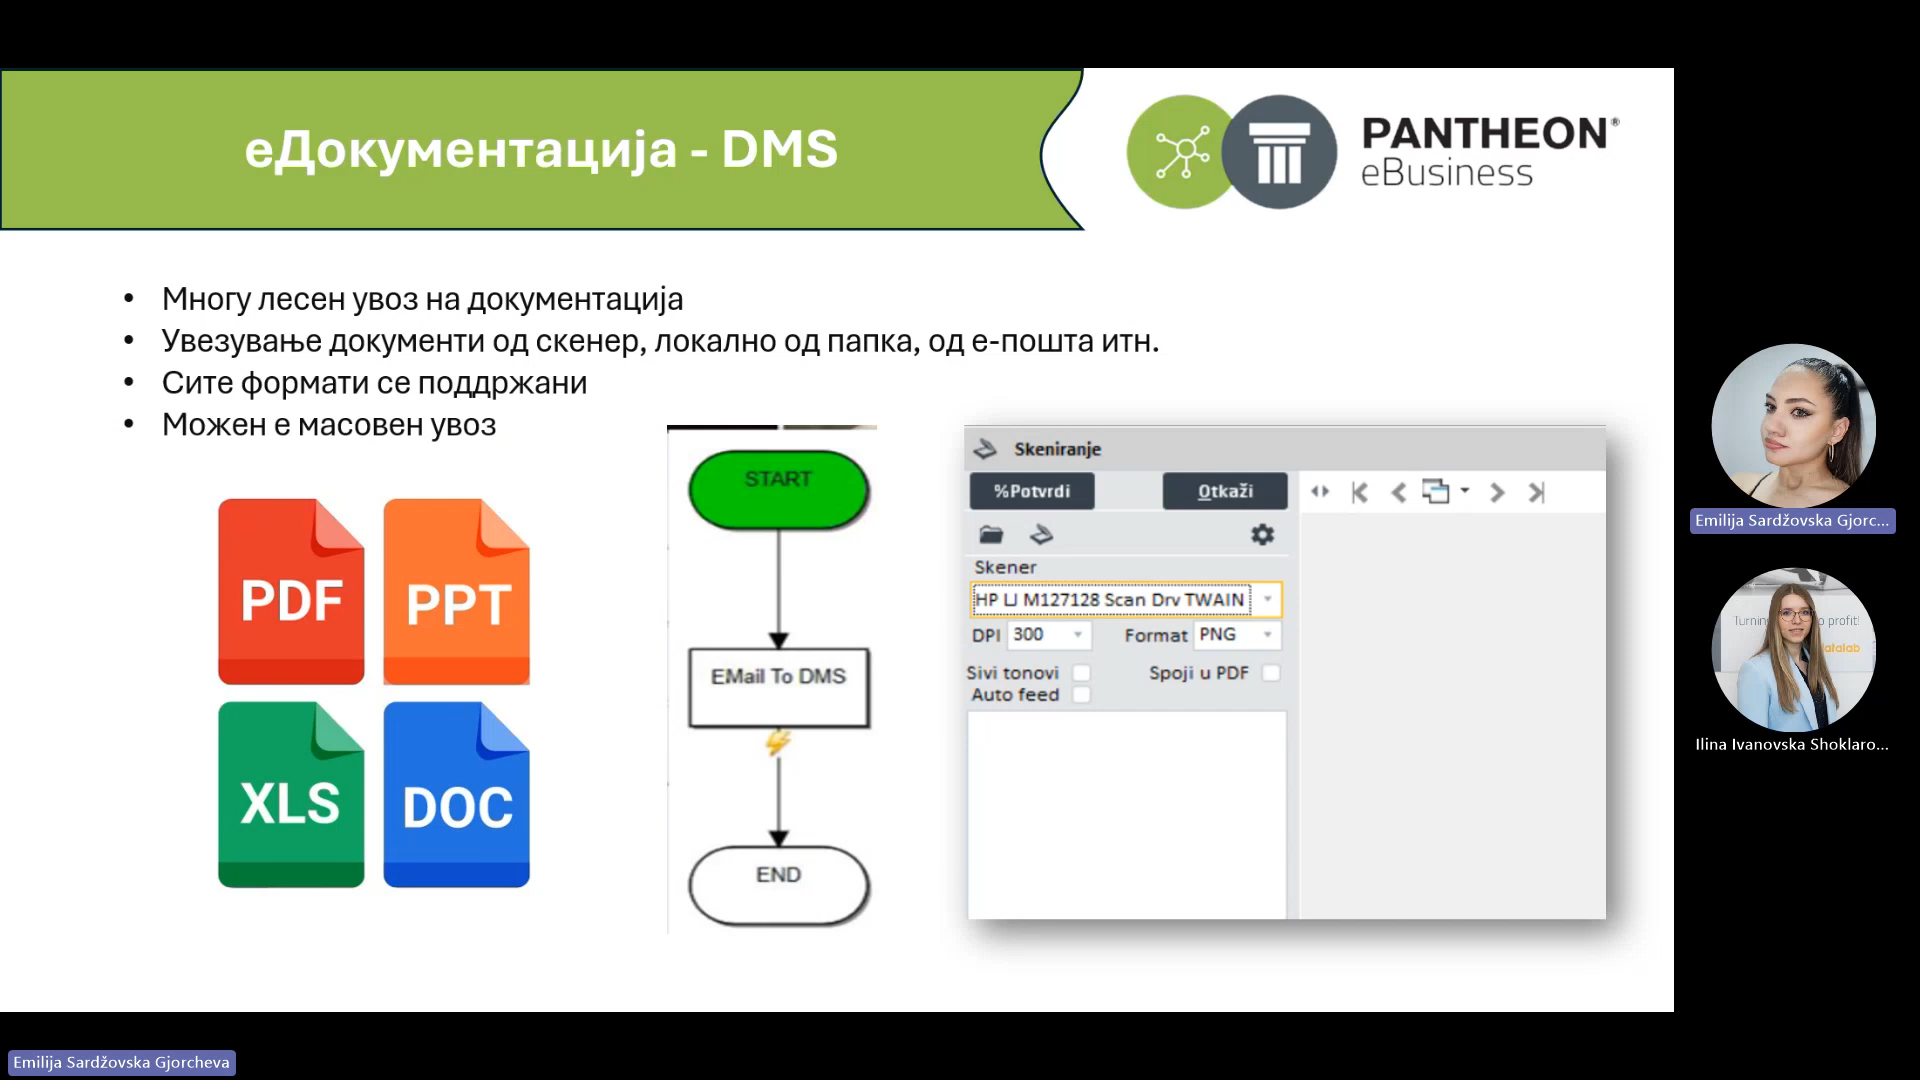 еДокументација - DMS
PANTHEON®
eBusiness
• Многу лесен увоз на документација
• Увезување документи од скенер, локално од папка, од е-пошта итн.
• Сите формати се поддржани
• Можен е масовен увоз
PDF
PPT
XLS
DOC
START
EMail To DMS
END
Skeniranje
%Potvrdi
Otkaži
Skener
HP LJ M127128 Scan Drv TWAIN
DPI 300 Format PNG
Sivi tonovi Spoji u PDF
Auto feed
Emilija Sardžovska Gjorc...
Turnin o profit!
atalab
Ilina Ivanovska Shoklaro...
Emilija Sardžovska Gjorcheva